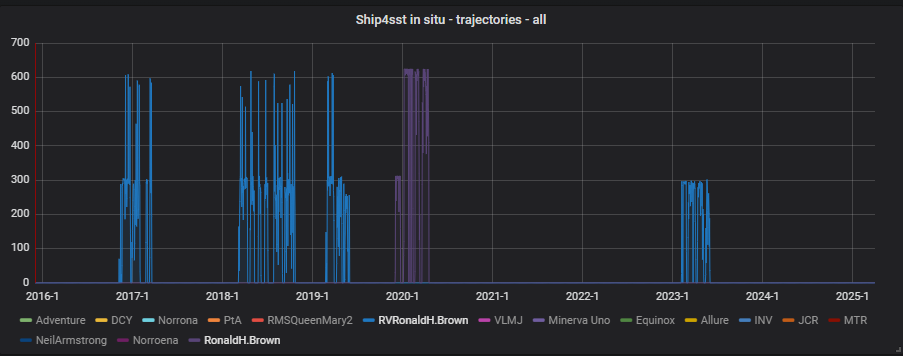 Ship4sst in situ - trajectories - all
700
600
500
400
300
200
100
0
2016-1 2017-1 2018-1 2019-1 2020-1 2021-1 2022-1 2023-1 2024-1 2025-1
Adventure DCY Norrona PtA RMSQueenMary2 RVRonaldH.Brown VLMJ Minerva Uno Equinox Allure INV JCR MTR
NeilArmstrong Norroena RonaldH.Brown